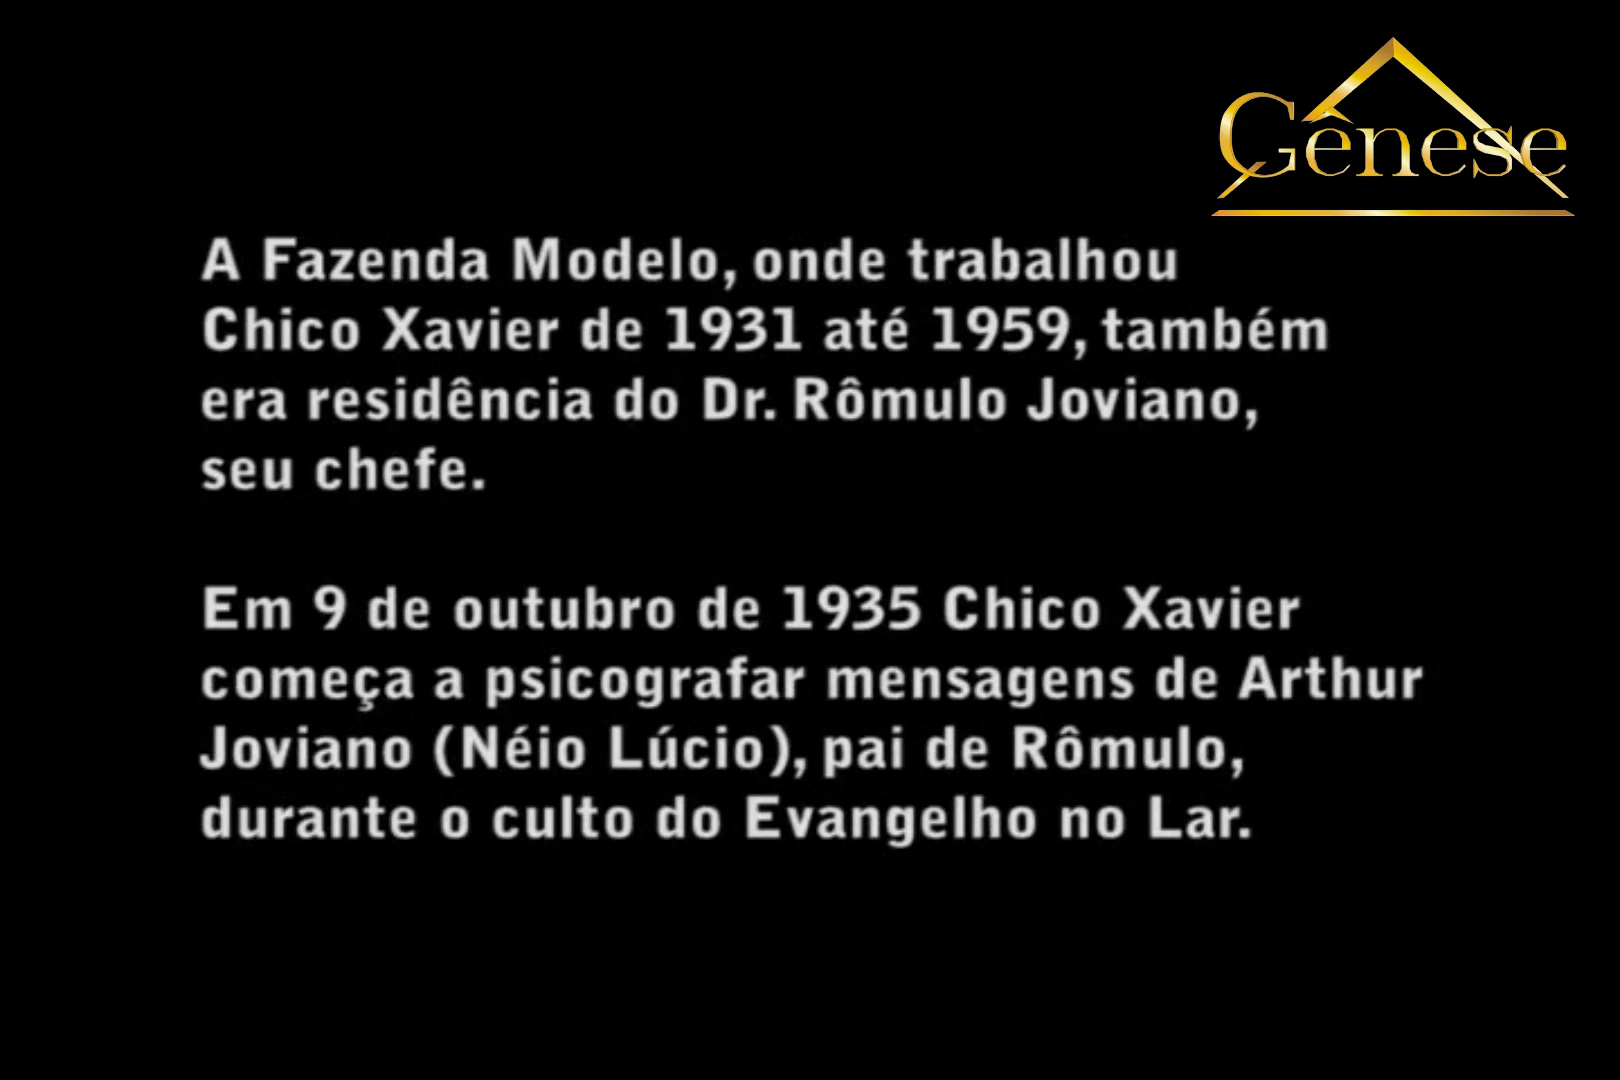 Gênese
A Fazenda Modelo, onde trabalhou
Chico Xavier de 1931 até 1959, também
era residência do Dr. Rômulo Joviano,
seu chefe.
Em 9 de outubro de 1935 Chico Xavier
começa a psicografar mensagens de Arthur
Joviano (Néio Lúcio), pai de Rômulo,
durante o culto do Evangelho no Lar.